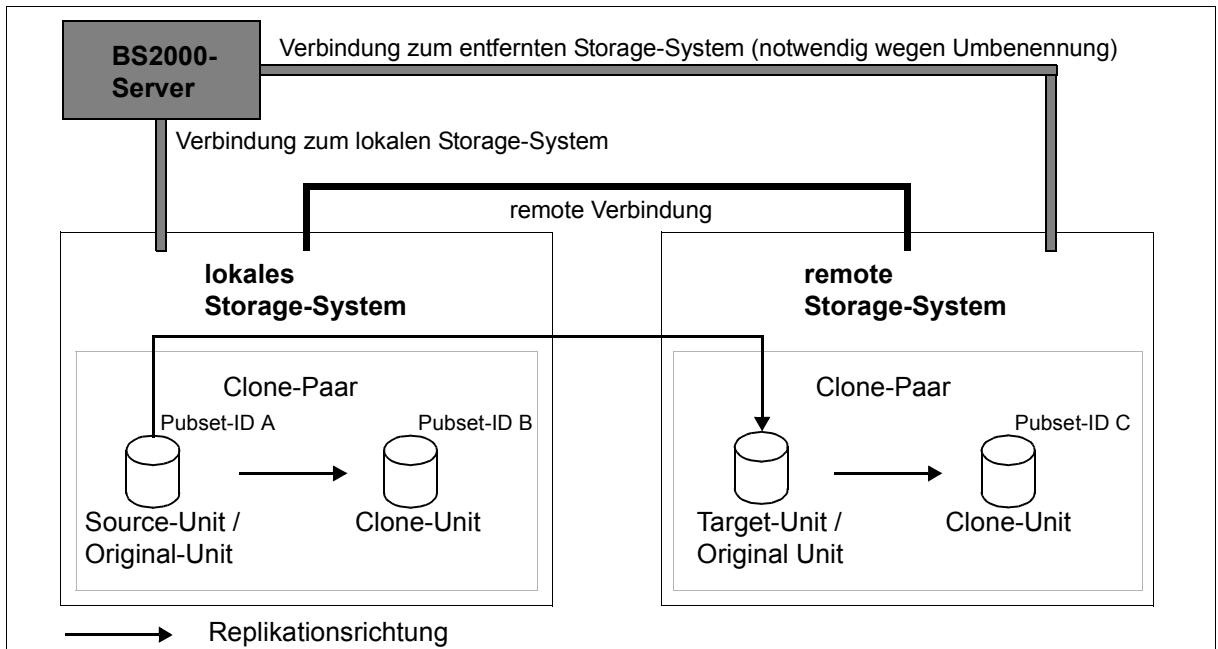 BS2000-
Server
Verbindung zum entfernten Storage-System (notwendig wegen Umbenennung)
Verbindung zum lokalen Storage-System
remote Verbindung
lokales
Storage-System
remote
Storage-System
Clone-Paar
Pubset-ID A
Pubset-ID B
Source-Unit /
Original-Unit
Clone-Unit
Clone-Paar
Pubset-ID C
Target-Unit /
Original Unit
Clone-Unit
Replikationsrichtung